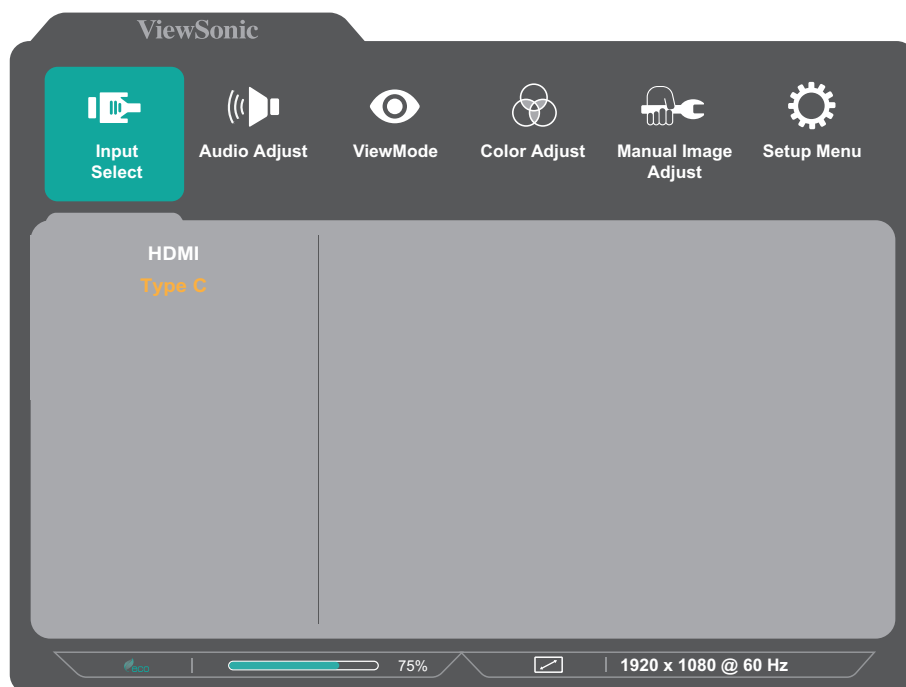 ViewSonic
Input
Select
Audio Adjust
ViewMode
Color Adjust
Manual Image
Adjust
Setup Menu
HDMI
Type C
eco
75%
1920 x 1080 @ 60 Hz